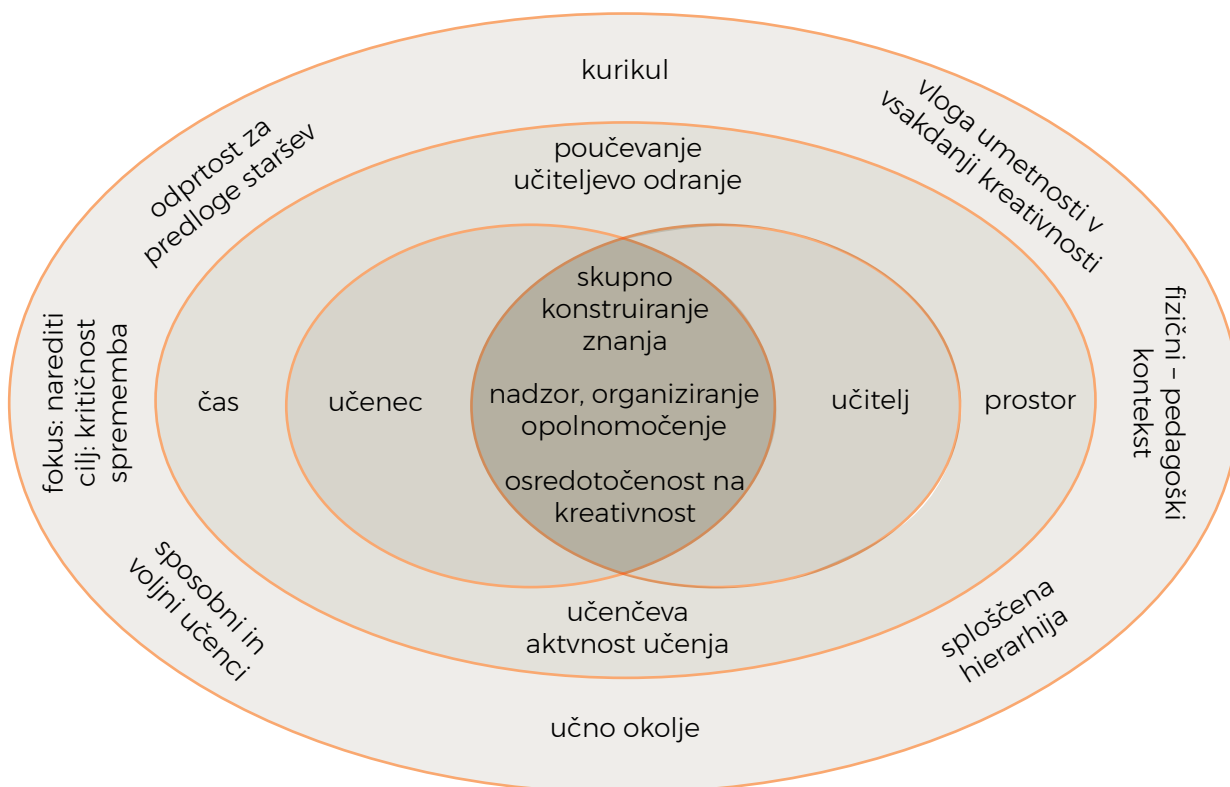 kurikul
odprtost za
predloge staršev
vloga umetnosti v
vsakdanji kreativnosti
poučevanje
učiteljevo odranje
skupno
konstruiranje
znanja
fokus: narediti
cilj: kritičnost
sprememba
čas
učenec
nadzor, organiziranje
opolnomočenje
učitelj
prostor
fizični – pedagoški
kontekst
osredotočenost na
kreativnost
sposobni in
voljni učenci
učenčeva
aktvnost učenja
sploščena
hierarhija
učno okolje